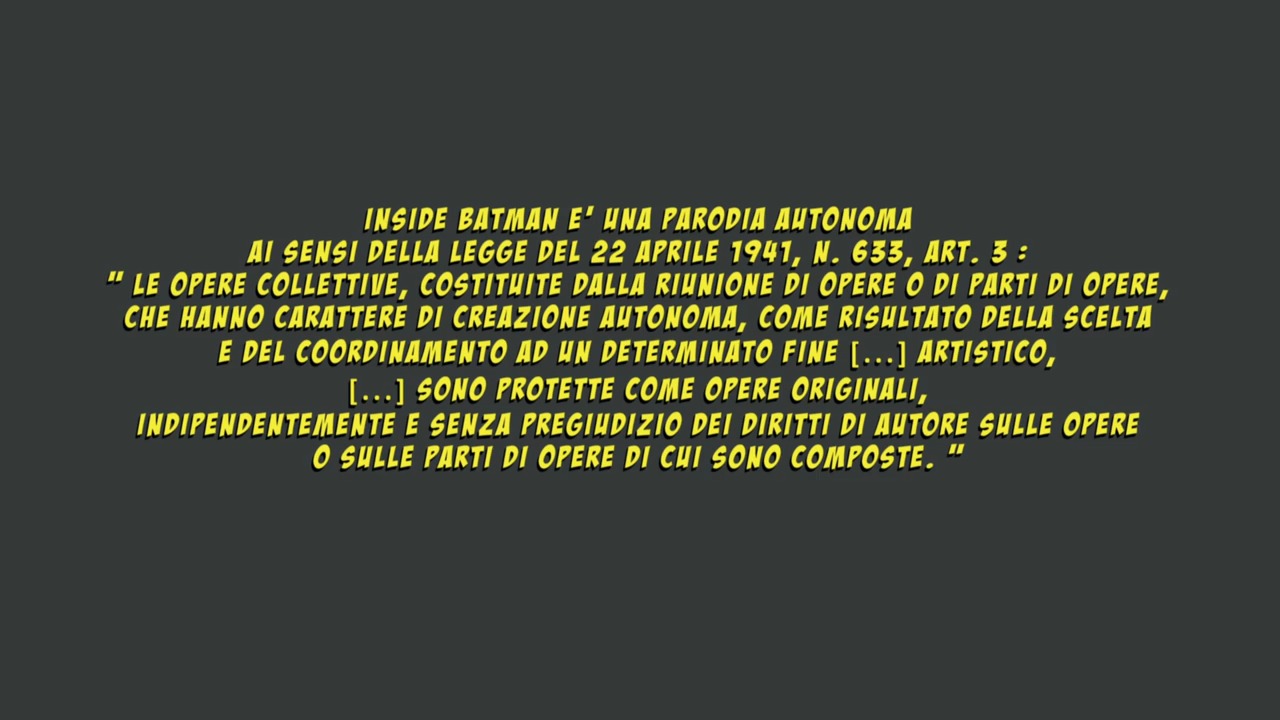 INSIDE BATMAN E' UNA PARODIA AUTONOMA
AI SENSI DELLA LEGGE DEL 22 APRILE 1941, N. 633, ART. 3 :
" LE OPERE COLLETTIVE, COSTITUITE DALLA RIUNIONE DI OPERE O DI PARTI DI OPERE,
CHE HANNO CARATTERE DI CREAZIONE AUTONOMA, COME RISULTATO DELLA SCELTA
E DEL COORDINAMENTO AD UN DETERMINATO FINE [...] ARTISTICO,
[...] SONO PROTETTE COME OPERE ORIGINALI,
INDIPENDENTEMENTE E SENZA PREGIUDIZIO DEI DIRITTI DI AUTORE SULLE OPERE
O SULLE PARTI DI OPERE DI CUI SONO COMPOSTE. "